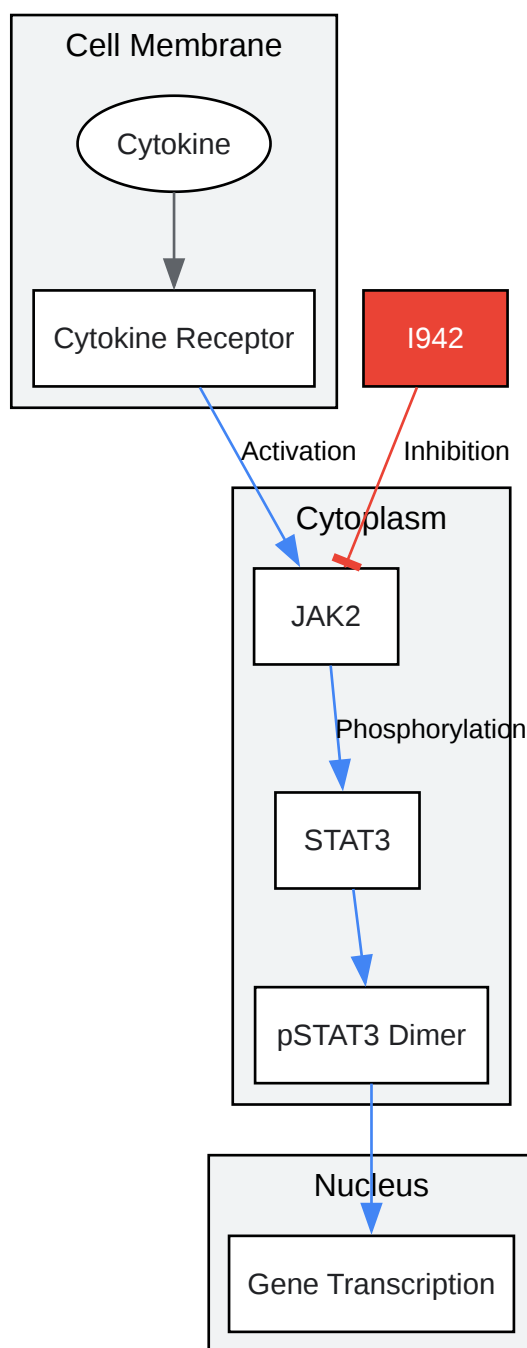 Cell Membrane
Cytokine
Cytokine Receptor
I942
Activation
Inhibition
Cytoplasm
JAK2
Phosphorylation
STAT3
pSTAT3 Dimer
Nucleus
Gene Transcription